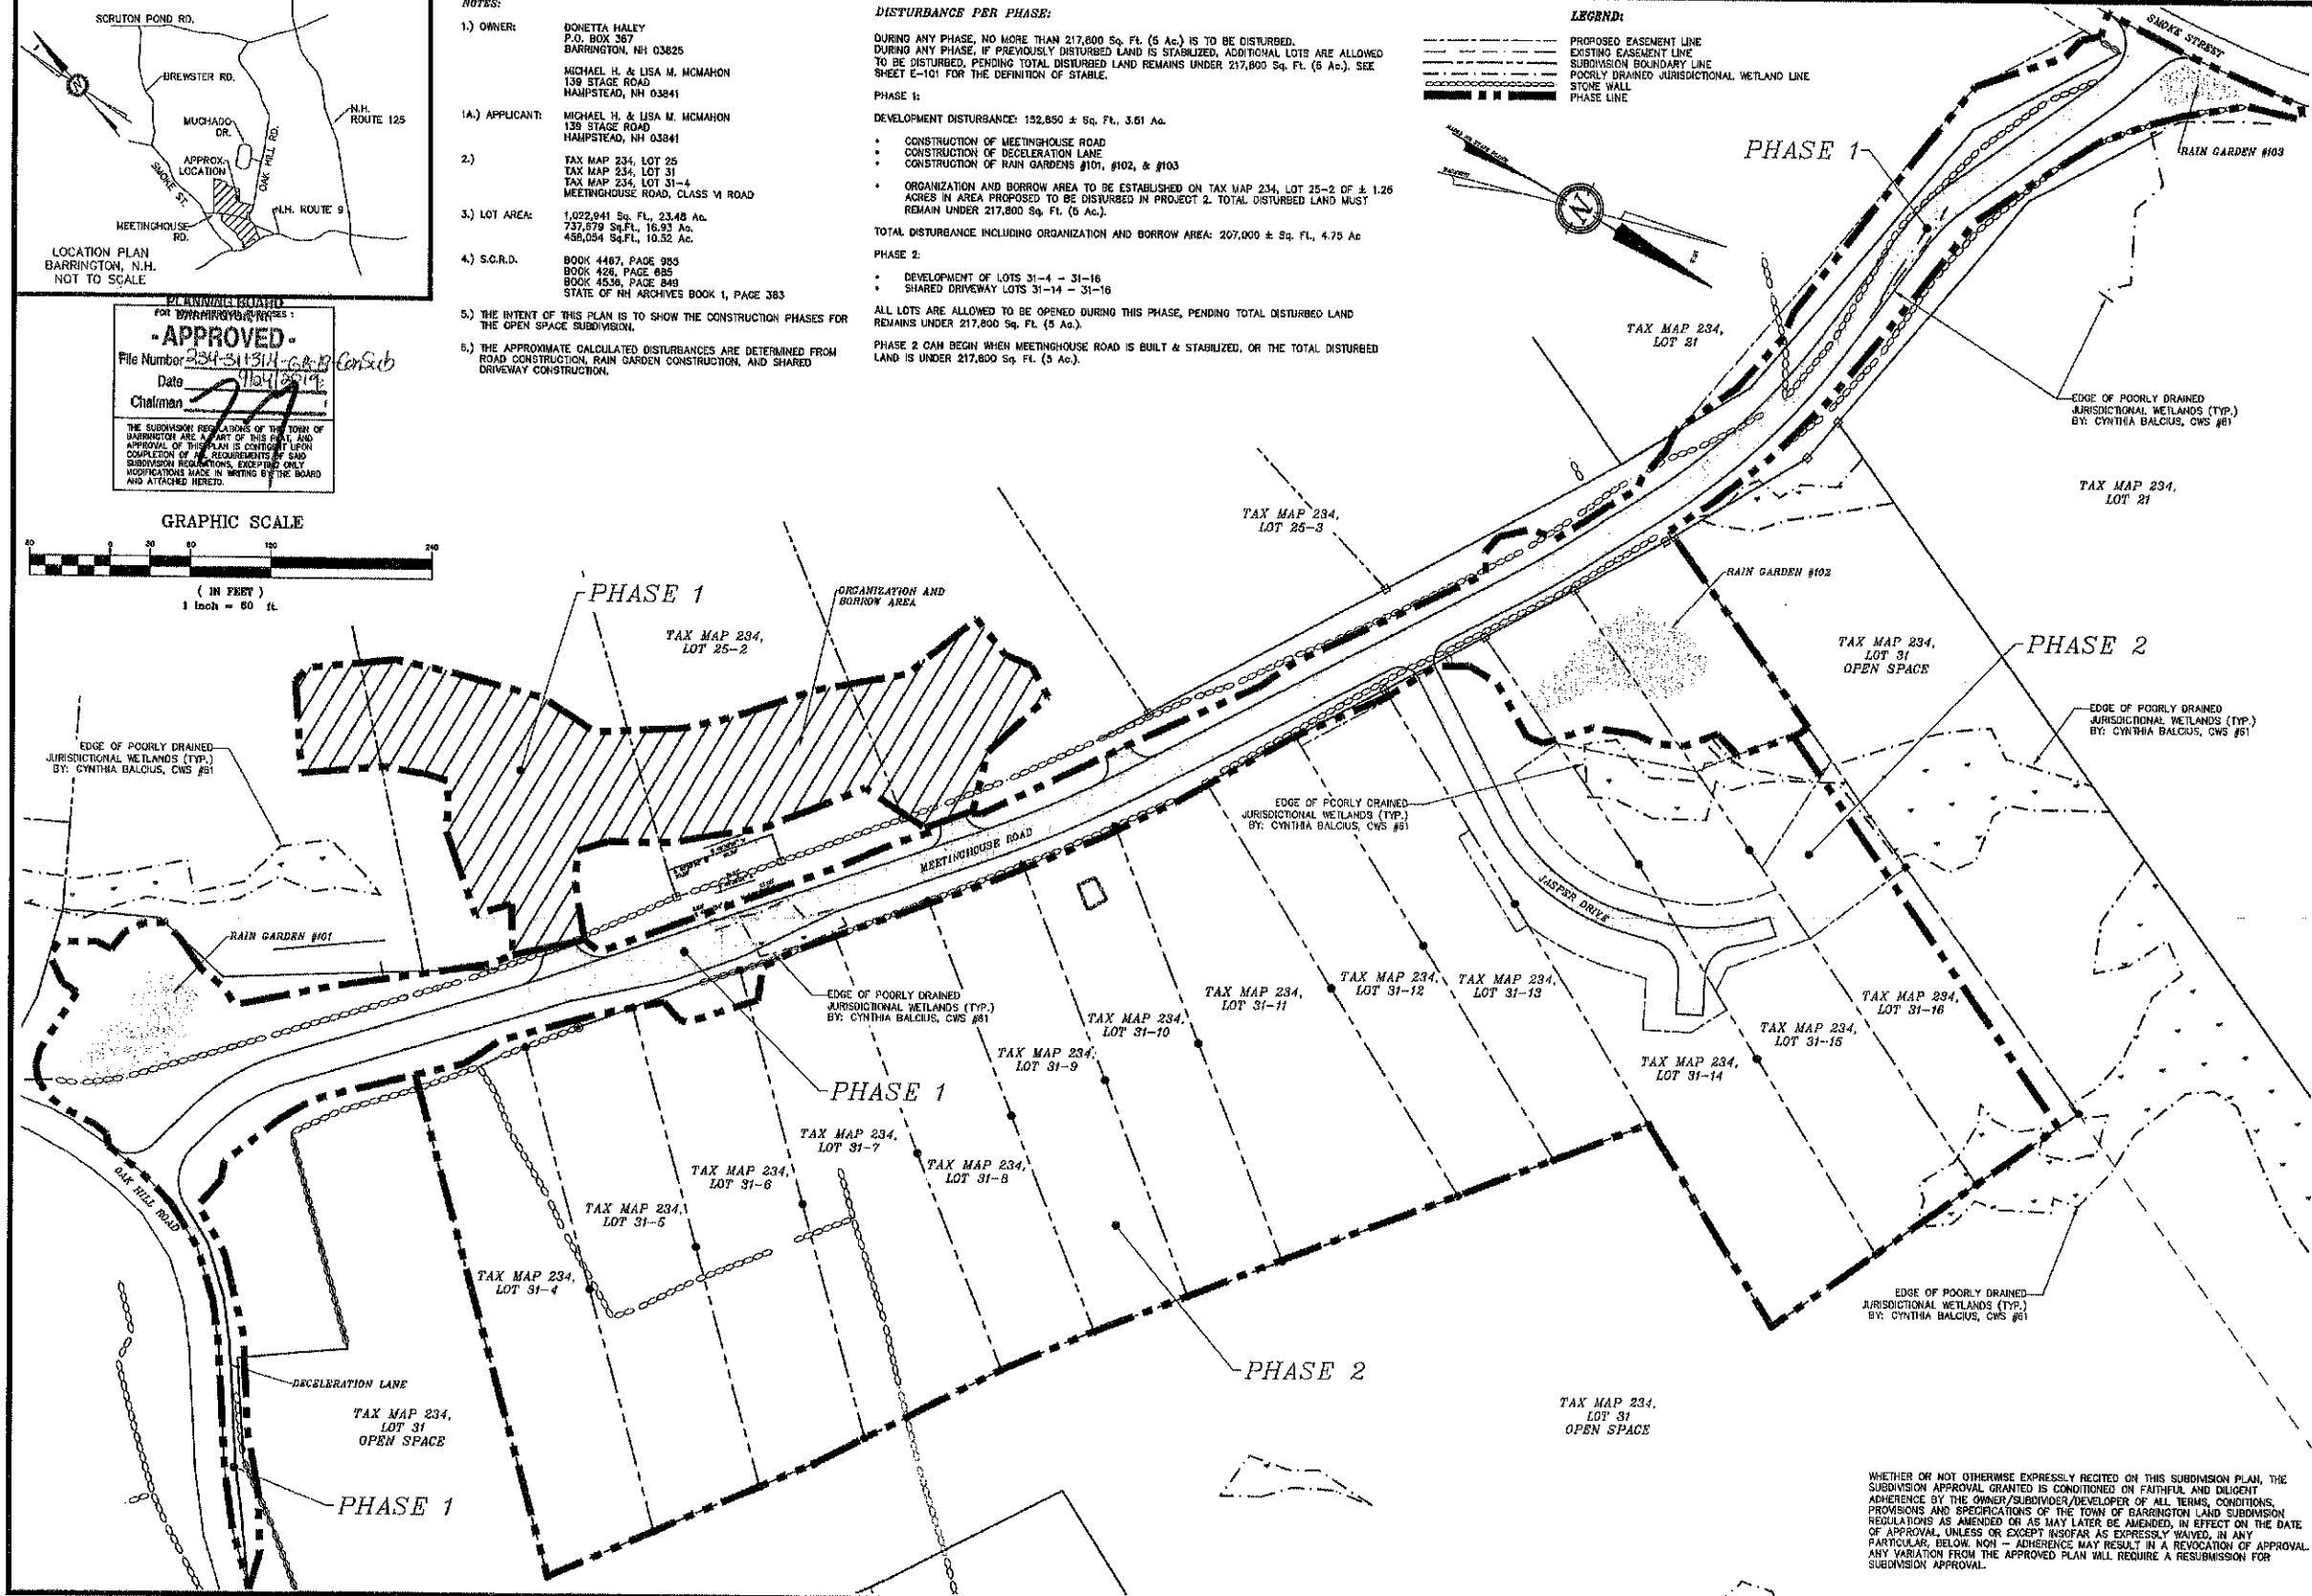 SCRUTON POND RD.
BREWSTER RD.
N.H. ROUTE 125
MUCHADO DR.
OAK HILL RD.
APPROX. LOCATION
SMOKE ST.
N.H. ROUTE 9
MEETINGHOUSE RD.
N
LOCATION PLAN
BARRINGTON, N.H.
NOT TO SCALE
PLANNING BOARD
BARRINGTON, NH
-APPROVED-
File Number
Date
Chairman
THE SUBDIVISION REGULATIONS OF THE TOWN OF
BARRINGTON ARE A PART OF THIS PLAT, AND
APPROVAL OF THIS PLAN IS CONTINGENT UPON
COMPLETION OF ALL REQUIREMENTS OF SAID
SUBDIVISION REGULATIONS, EXCEPTING ONLY
MODIFICATIONS MADE IN WRITING BY THE BOARD
AND ATTACHED HERETO.
GRAPHIC SCALE
0 30 60 120 240
( IN FEET )
1 inch = 60 ft.
NOTES:
1.) OWNER: DONETTA HALEY
P.O. BOX 367
BARRINGTON, NH 03825
MICHAEL H. & LISA M. MCMAHON
139 STAGE ROAD
HAMPSTEAD, NH 03841
1A.) APPLICANT: MICHAEL H. & LISA M. MCMAHON
139 STAGE ROAD
HAMPSTEAD, NH 03841
2.) TAX MAP 234, LOT 25
TAX MAP 234, LOT 31
TAX MAP 234, LOT 31-4
MEETINGHOUSE ROAD, CLASS VI ROAD
3.) LOT AREA: 1,022,941 Sq. Ft., 23.48 Ac.
737,679 Sq.Ft., 16.93 Ac.
458,054 Sq.Ft., 10.52 Ac.
4.) S.C.R.D. BOOK 4487, PAGE 985
BOOK 426, PAGE 685
BOOK 4536, PAGE 849
STATE OF NH ARCHIVES BOOK 1, PAGE 383
5.) THE INTENT OF THIS PLAN IS TO SHOW THE CONSTRUCTION PHASES FOR
THE OPEN SPACE SUBDIVISION.
6.) THE APPROXIMATE CALCULATED DISTURBANCES ARE DETERMINED FROM
ROAD CONSTRUCTION, RAIN GARDEN CONSTRUCTION, AND SHARED
DRIVEWAY CONSTRUCTION.
DISTURBANCE PER PHASE:
DURING ANY PHASE, NO MORE THAN 217,800 Sq. Ft. (5 Ac.) IS TO BE DISTURBED.
DURING ANY PHASE, IF PREVIOUSLY DISTURBED LAND IS STABILIZED, ADDITIONAL LOTS ARE ALLOWED
TO BE DISTURBED, PENDING TOTAL DISTURBED LAND REMAINS UNDER 217,800 Sq. Ft. (5 Ac.). SEE
SHEET E-101 FOR THE DEFINITION OF STABLE.
PHASE 1:
DEVELOPMENT DISTURBANCE: 152,850 ± Sq. Ft., 3.51 Ac.
• CONSTRUCTION OF MEETINGHOUSE ROAD
• CONSTRUCTION OF DECELERATION LANE
• CONSTRUCTION OF RAIN GARDENS #101, #102, & #103
• ORGANIZATION AND BORROW AREA TO BE ESTABLISHED ON TAX MAP 234, LOT 25-2 OF ± 1.26
ACRES IN AREA PROPOSED TO BE DISTURBED IN PROJECT 2. TOTAL DISTURBED LAND MUST
REMAIN UNDER 217,800 Sq. Ft. (5 Ac.).
TOTAL DISTURBANCE INCLUDING ORGANIZATION AND BORROW AREA: 207,000 ± Sq. Ft., 4.75 Ac
PHASE 2:
• DEVELOPMENT OF LOTS 31-4 - 31-16
• SHARED DRIVEWAY LOTS 31-14 - 31-16
ALL LOTS ARE ALLOWED TO BE OPENED DURING THIS PHASE, PENDING TOTAL DISTURBED LAND
REMAINS UNDER 217,800 Sq. Ft. (5 Ac.).
PHASE 2 CAN BEGIN WHEN MEETINGHOUSE ROAD IS BUILT & STABILIZED, OR THE TOTAL DISTURBED
LAND IS UNDER 217,800 Sq. Ft. (5 Ac.).
LEGEND:
PROPOSED EASEMENT LINE
EXISTING EASEMENT LINE
SUBDIVISION BOUNDARY LINE
POORLY DRAINED JURISDICTIONAL WETLAND LINE
STONE WALL
PHASE LINE
N
SMOKE STREET
PHASE 1
RAIN GARDEN #103
TAX MAP 234,
LOT 21
EDGE OF POORLY DRAINED
JURISDICTIONAL WETLANDS (TYP.)
BY: CYNTHIA BALCIUS, CWS #61
TAX MAP 234,
LOT 21
TAX MAP 234,
LOT 25-3
RAIN GARDEN #102
PHASE 1
ORGANIZATION AND
BORROW AREA
TAX MAP 234,
LOT 25-2
TAX MAP 234,
LOT 31
OPEN SPACE
PHASE 2
EDGE OF POORLY DRAINED
JURISDICTIONAL WETLANDS (TYP.)
BY: CYNTHIA BALCIUS, CWS #61
EDGE OF POORLY DRAINED
JURISDICTIONAL WETLANDS (TYP.)
BY: CYNTHIA BALCIUS, CWS #61
EDGE OF POORLY DRAINED
JURISDICTIONAL WETLANDS (TYP.)
BY: CYNTHIA BALCIUS, CWS #61
MEETINGHOUSE ROAD
JASPER DRIVE
RAIN GARDEN #101
EDGE OF POORLY DRAINED
JURISDICTIONAL WETLANDS (TYP.)
BY: CYNTHIA BALCIUS, CWS #61
TAX MAP 234,
LOT 31-12
TAX MAP 234,
LOT 31-13
TAX MAP 234,
LOT 31-11
TAX MAP 234,
LOT 31-16
TAX MAP 234,
LOT 31-10
TAX MAP 234,
LOT 31-15
TAX MAP 234,
LOT 31-9
TAX MAP 234,
LOT 31-14
PHASE 1
TAX MAP 234,
LOT 31-7
TAX MAP 234,
LOT 31-8
TAX MAP 234,
LOT 31-6
OAK HILL ROAD
TAX MAP 234,
LOT 31-5
TAX MAP 234,
LOT 31-4
EDGE OF POORLY DRAINED
JURISDICTIONAL WETLANDS (TYP.)
BY: CYNTHIA BALCIUS, CWS #61
PHASE 2
DECELERATION LANE
TAX MAP 234,
LOT 31
OPEN SPACE
TAX MAP 234,
LOT 31
OPEN SPACE
PHASE 1
WHETHER OR NOT OTHERWISE EXPRESSLY RECITED ON THIS SUBDIVISION PLAN, THE
SUBDIVISION APPROVAL GRANTED IS CONDITIONED ON FAITHFUL AND DILIGENT
ADHERENCE BY THE OWNER/SUBDIVIDER/DEVELOPER OF ALL TERMS, CONDITIONS,
PROVISIONS AND SPECIFICATIONS OF THE TOWN OF BARRINGTON LAND SUBDIVISION
REGULATIONS AS AMENDED OR AS MAY LATER BE AMENDED, IN EFFECT ON THE DATE
OF APPROVAL, UNLESS OR EXCEPT INSOFAR AS EXPRESSLY WAIVED, IN ANY
PARTICULAR, BELOW. NON - ADHERENCE MAY RESULT IN A REVOCATION OF APPROVAL.
ANY VARIATION FROM THE APPROVED PLAN WILL REQUIRE A RESUBMISSION FOR
SUBDIVISION APPROVAL.